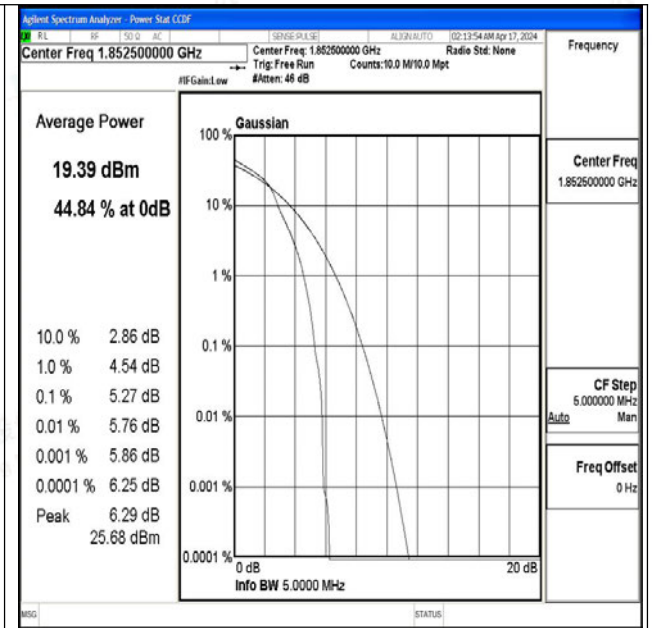 Agilent Spectrum Analyzer - Power Stat CCDF
RL RF 50 Ω AC SENSE:PULSE ALIGN AUTO 02:13:54 AM Apr 17, 2024
Center Freq 1.852500000 GHz
Center Freq: 1.852500000 GHz Radio Std: None
Trig: Free Run Counts:10.0 M/10.0 Mpt
#IFGain:Low #Atten: 46 dB
Frequency
Average Power
19.39 dBm
44.84 % at 0dB
10.0 % 2.86 dB
1.0 % 4.54 dB
0.1 % 5.27 dB
0.01 % 5.76 dB
0.001 % 5.86 dB
0.0001 % 6.25 dB
Peak 6.29 dB
25.68 dBm
Gaussian
100 %
10 %
1 %
0.1 %
0.01 %
0.001 %
0.0001 %
0 dB 20 dB
Info BW 5.0000 MHz
Center Freq
1.852500000 GHz
CF Step
5.000000 MHz
Auto Man
Freq Offset
0 Hz
MSG STATUS